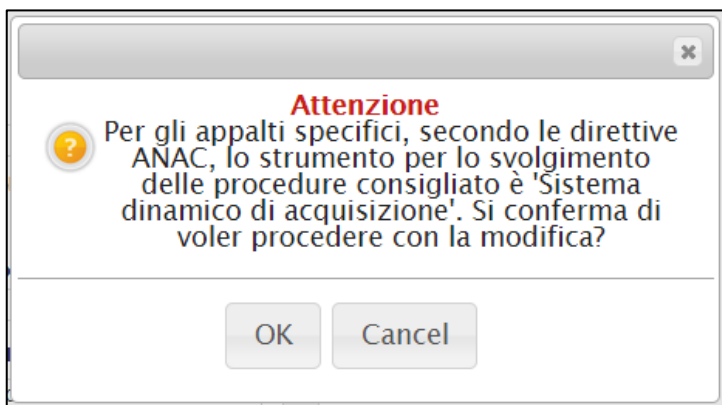 Attenzione
Per gli appalti specifici, secondo le direttive
ANAC, lo strumento per lo svolgimento
delle procedure consigliato è 'Sistema
dinamico di acquisizione'. Si conferma di
voler procedere con la modifica?
OK
Cancel